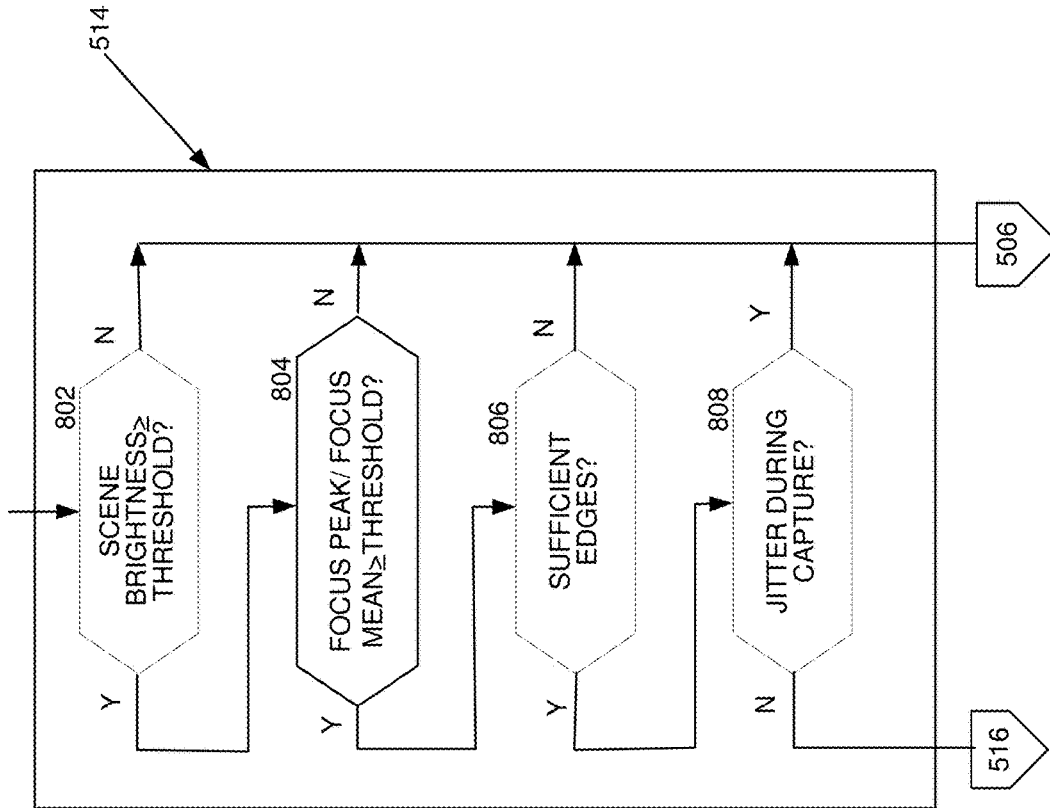 514
802
SCENE
BRIGHTNESS≥
THRESHOLD?
Y
N
804
FOCUS PEAK/ FOCUS
MEAN≥THRESHOLD?
Y
N
806
SUFFICIENT
EDGES?
Y
N
808
JITTER DURING
CAPTURE?
N
Y
516
506